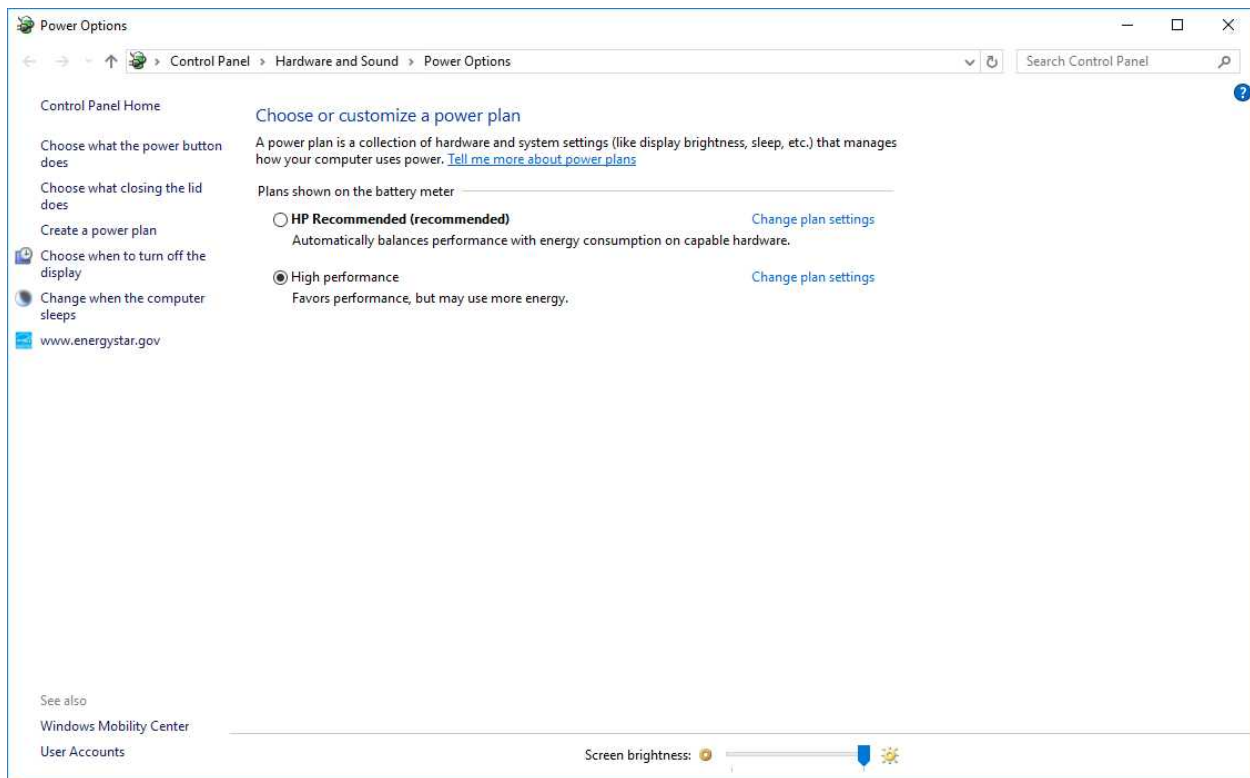 Power Options
Control Panel > Hardware and Sound > Power Options
Search Control Panel
Control Panel Home
Choose what the power button
does
Choose what closing the lid
does
Create a power plan
Choose when to turn off the
display
Change when the computer
sleeps
www.energystar.gov
Choose or customize a power plan
A power plan is a collection of hardware and system settings (like display brightness, sleep, etc.) that manages
how your computer uses power. Tell me more about power plans
Plans shown on the battery meter
HP Recommended (recommended)
Change plan settings
Automatically balances performance with energy consumption on capable hardware.
High performance
Change plan settings
Favors performance, but may use more energy.
See also
Windows Mobility Center
User Accounts
Screen brightness: